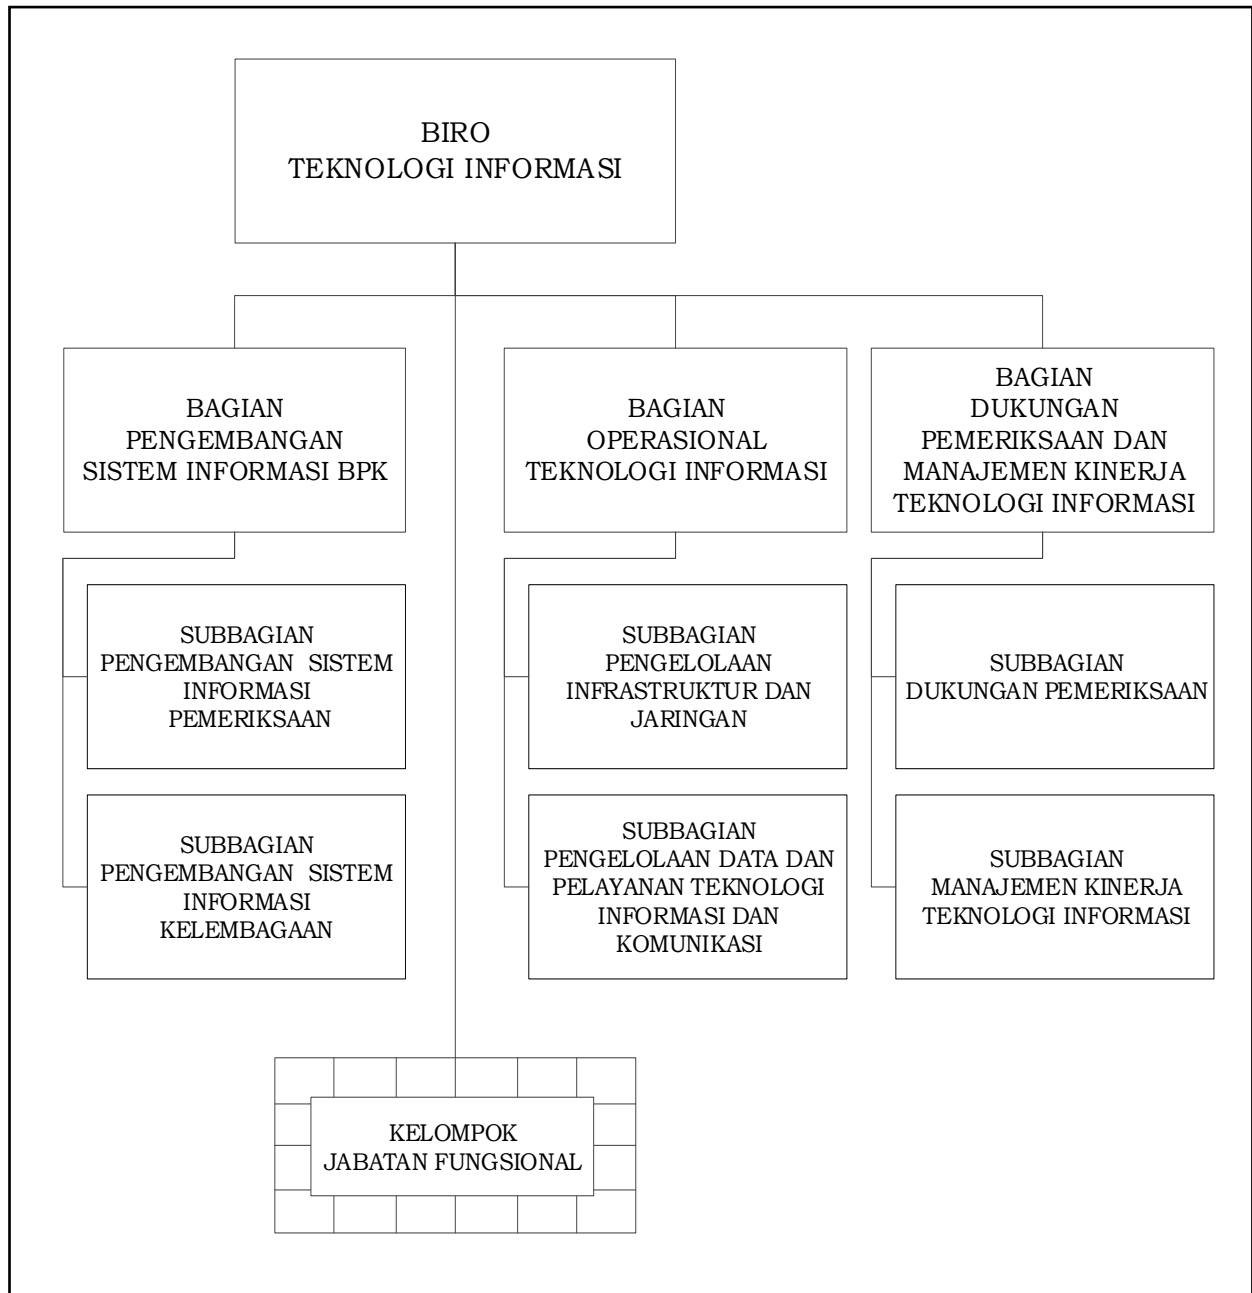 BIRO
TEKNOLOGI INFORMASI
BAGIAN
PENGEMBANGAN
SISTEM INFORMASI BPK
BAGIAN
OPERASIONAL
TEKNOLOGI INFORMASI
BAGIAN
DUKUNGAN
PEMERIKSAAN DAN
MANAJEMEN KINERJA
TEKNOLOGI INFORMASI
SUBBAGIAN
PENGEMBANGAN SISTEM
INFORMASI
PEMERIKSAAN
SUBBAGIAN
PENGELOLAAN
INFRASTRUKTUR DAN
JARINGAN
SUBBAGIAN
DUKUNGAN PEMERIKSAAN
SUBBAGIAN
PENGEMBANGAN SISTEM
INFORMASI
KELEMBAGAAN
SUBBAGIAN
PENGELOLAAN DATA DAN
PELAYANAN TEKNOLOGI
INFORMASI DAN
KOMUNIKASI
SUBBAGIAN
MANAJEMEN KINERJA
TEKNOLOGI INFORMASI
KELOMPOK
JABATAN FUNGSIONAL